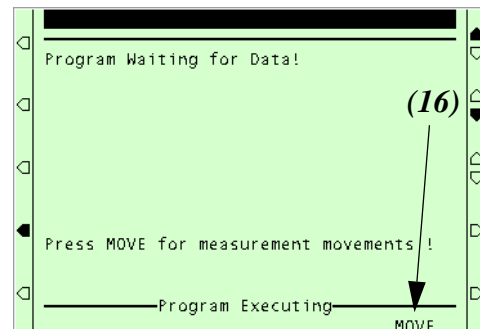 Program Waiting for Data!
(16)
Press MOVE for measurement movements !
Program Executing
MOVE